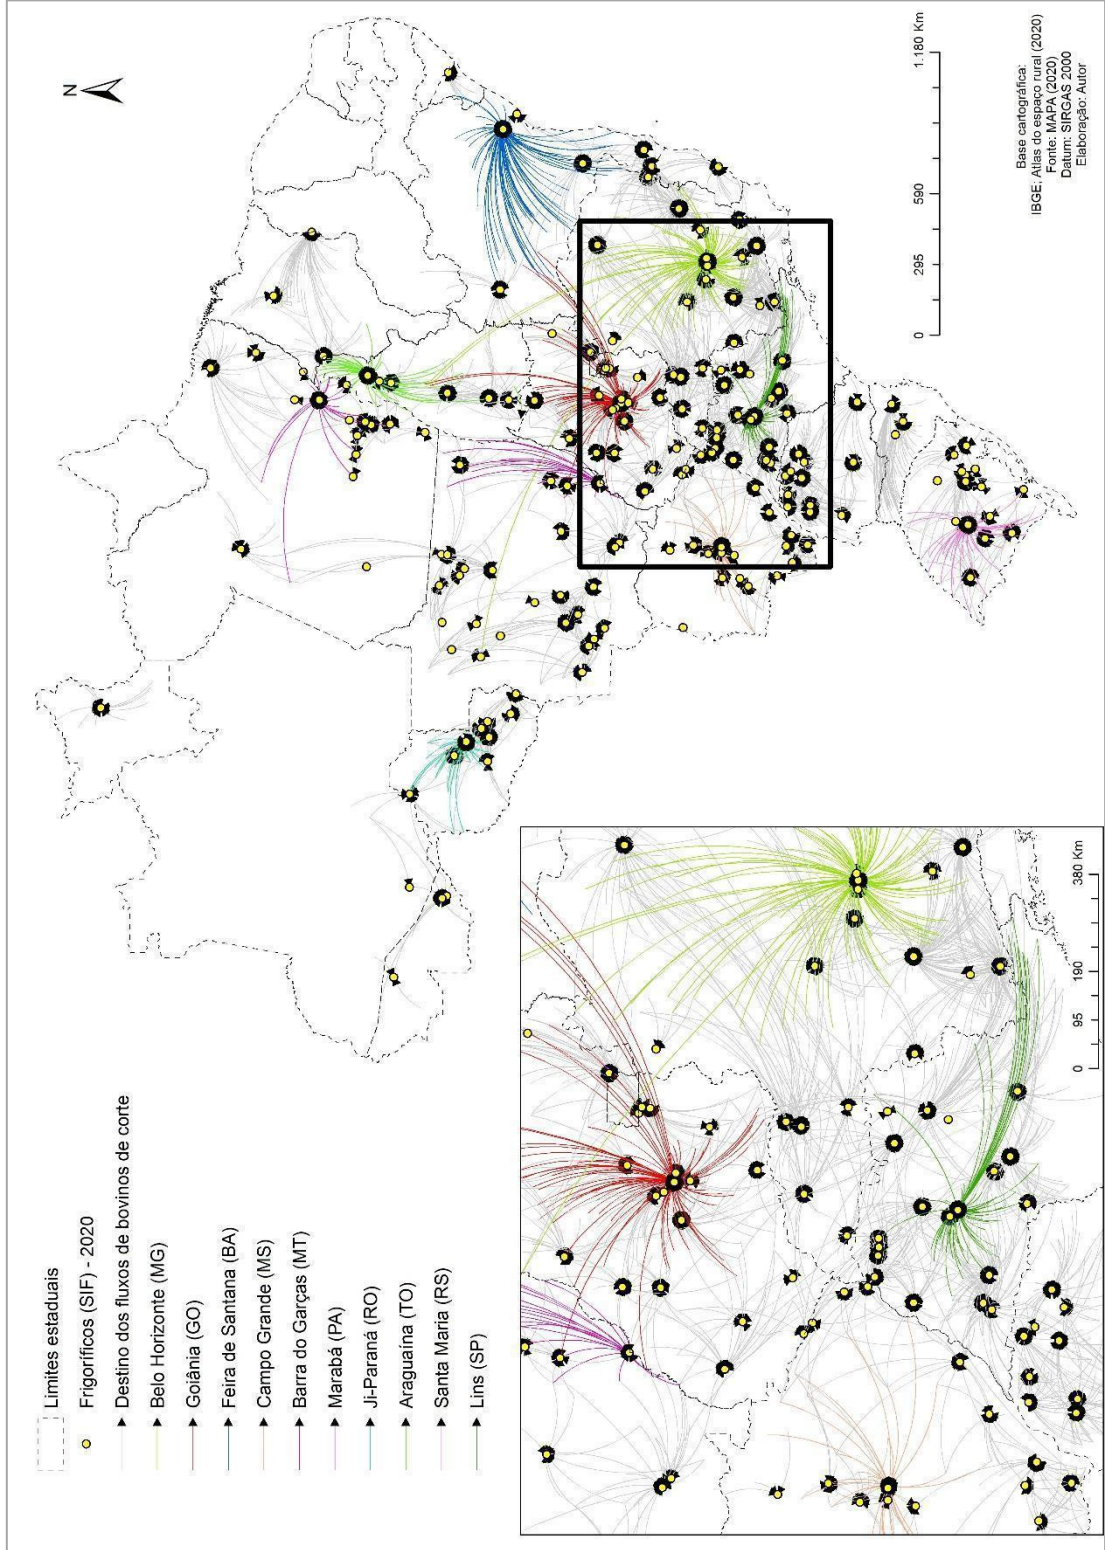 N
Limites estaduais
Frigoríficos (SIF) - 2020
Destino dos fluxos de bovinos de corte
Belo Horizonte (MG)
Goiânia (GO)
Feira de Santana (BA)
Campo Grande (MS)
Barra do Garças (MT)
Marabá (PA)
Ji-Paraná (RO)
Araguaína (TO)
Santa Maria (RS)
Lins (SP)
0 95 190 380 Km
0 295 590 1.180 Km
Base cartográfica:
IBGE; Atlas do espaço rural (2020)
Fonte: MAPA (2020)
Datum: SIRGAS 2000
Elaboração: Autor